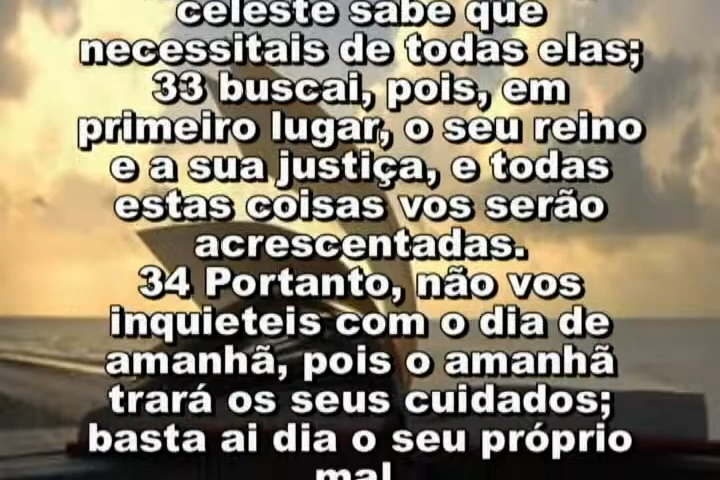 celeste sabe que
necessitais de todas elas;
33 buscai, pois, em
primeiro lugar, o seu reino
e a sua justiça, e todas
estas coisas vos serão
acrescentadas.
34 Portanto, não vos
inquieteis com o dia de
amanhã, pois o amanhã
trará os seus cuidados;
basta ai dia o seu próprio
mal